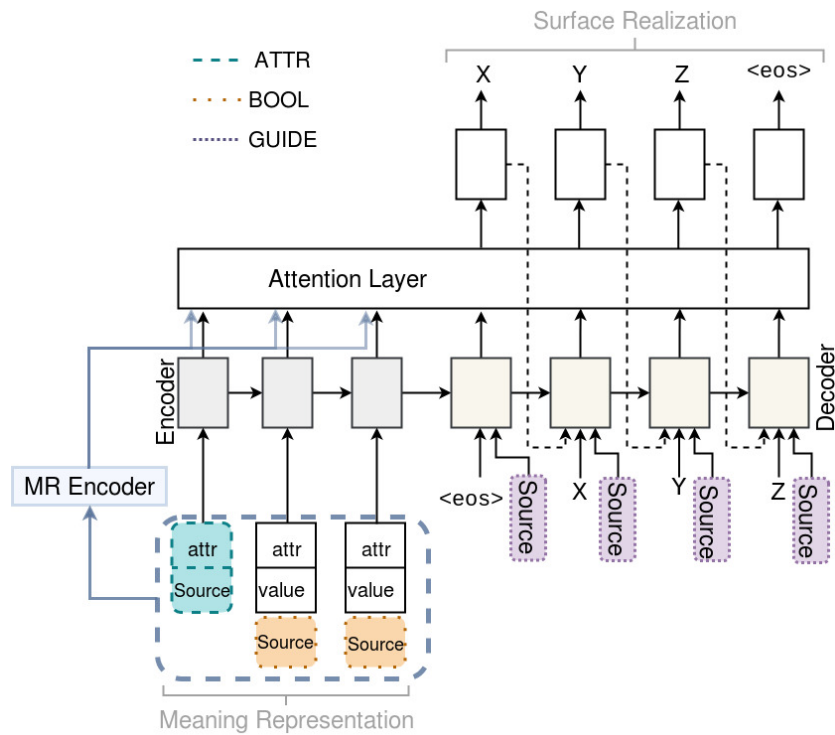 Surface Realization
ATTR
BOOL
GUIDE
X Y Z <eos>
Attention Layer
Encoder
Decoder
MR Encoder
<eos> Source X Source Y Source Z Source
attr attr attr
Source value value
Source Source
Meaning Representation